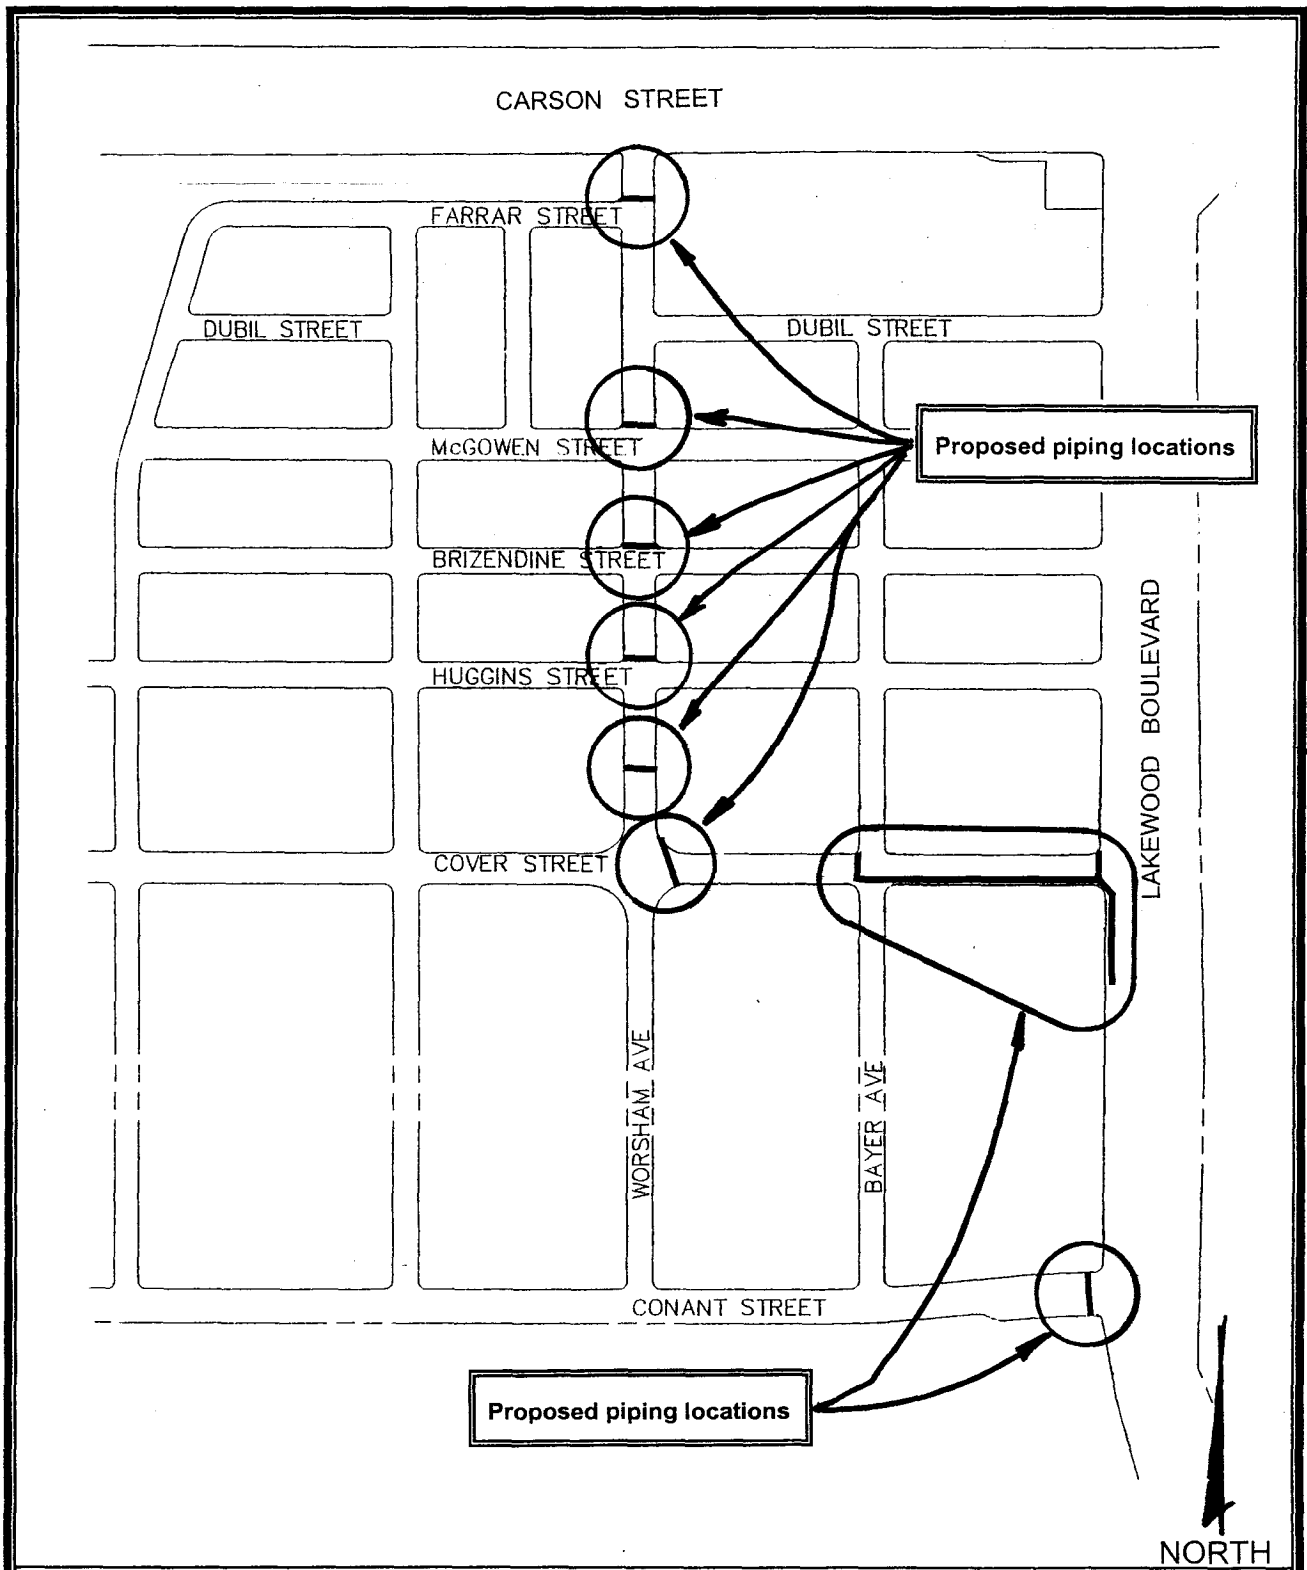 CARSON STREET
FARRAR STREET
DUBIL STREET
DUBIL STREET
McGOWEN STREET
Proposed piping locations
BRIZENDINE STREET
HUGGINS STREET
LAKEWOOD BOULEVARD
COVER STREET
WORSHAM AVE
BAYER AVE
CONANT STREET
Proposed piping locations
NORTH